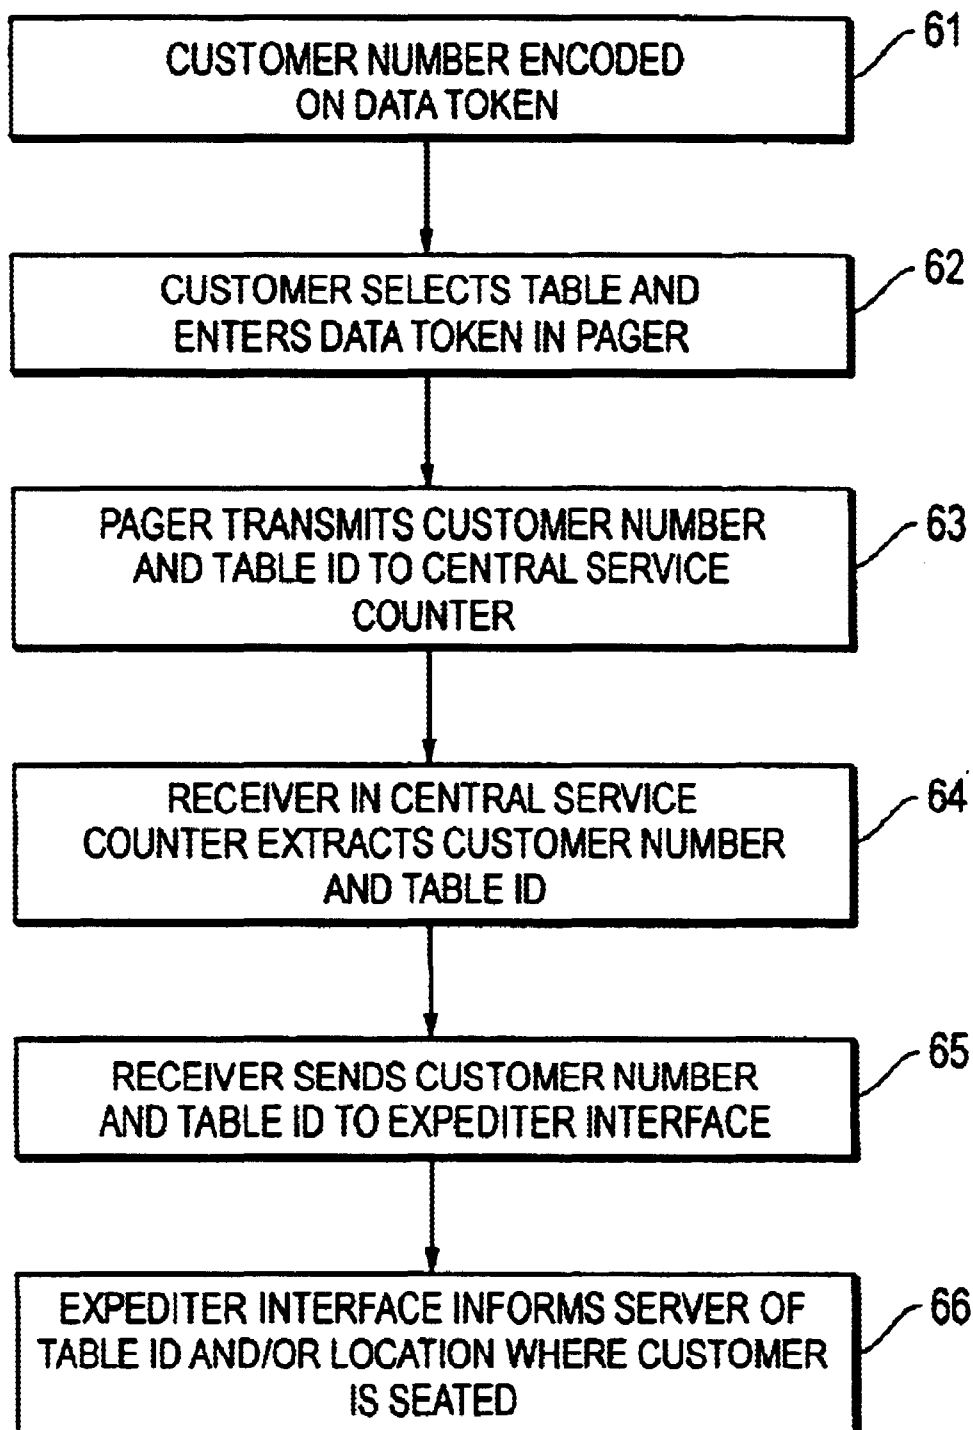 61
CUSTOMER NUMBER ENCODED
ON DATA TOKEN
62
CUSTOMER SELECTS TABLE AND
ENTERS DATA TOKEN IN PAGER
63
PAGER TRANSMITS CUSTOMER NUMBER
AND TABLE ID TO CENTRAL SERVICE
COUNTER
64
RECEIVER IN CENTRAL SERVICE
COUNTER EXTRACTS CUSTOMER NUMBER
AND TABLE ID
65
RECEIVER SENDS CUSTOMER NUMBER
AND TABLE ID TO EXPEDITER INTERFACE
66
EXPEDITER INTERFACE INFORMS SERVER OF
TABLE ID AND/OR LOCATION WHERE CUSTOMER
IS SEATED